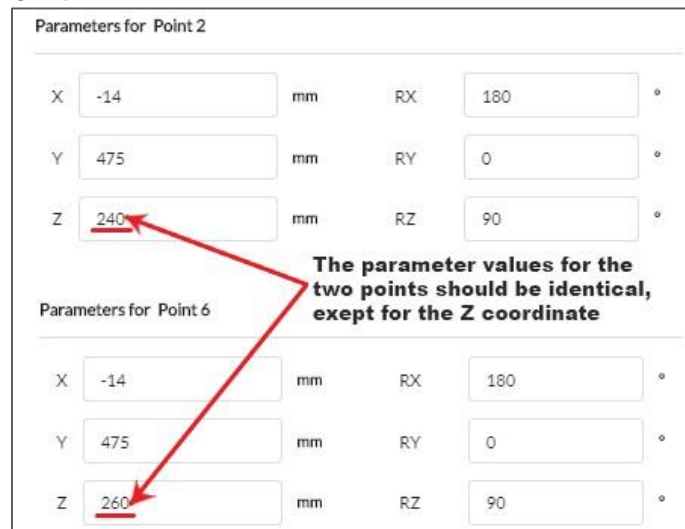 Parameters for Point 2
X -14 mm RX 180 °
Y 475 mm RY 0 °
Z 240 mm RZ 90 °
The parameter values for the
two points should be identical,
exept for the Z coordinate
Parameters for Point 6
X -14 mm RX 180 °
Y 475 mm RY 0 °
Z 260 mm RZ 90 °